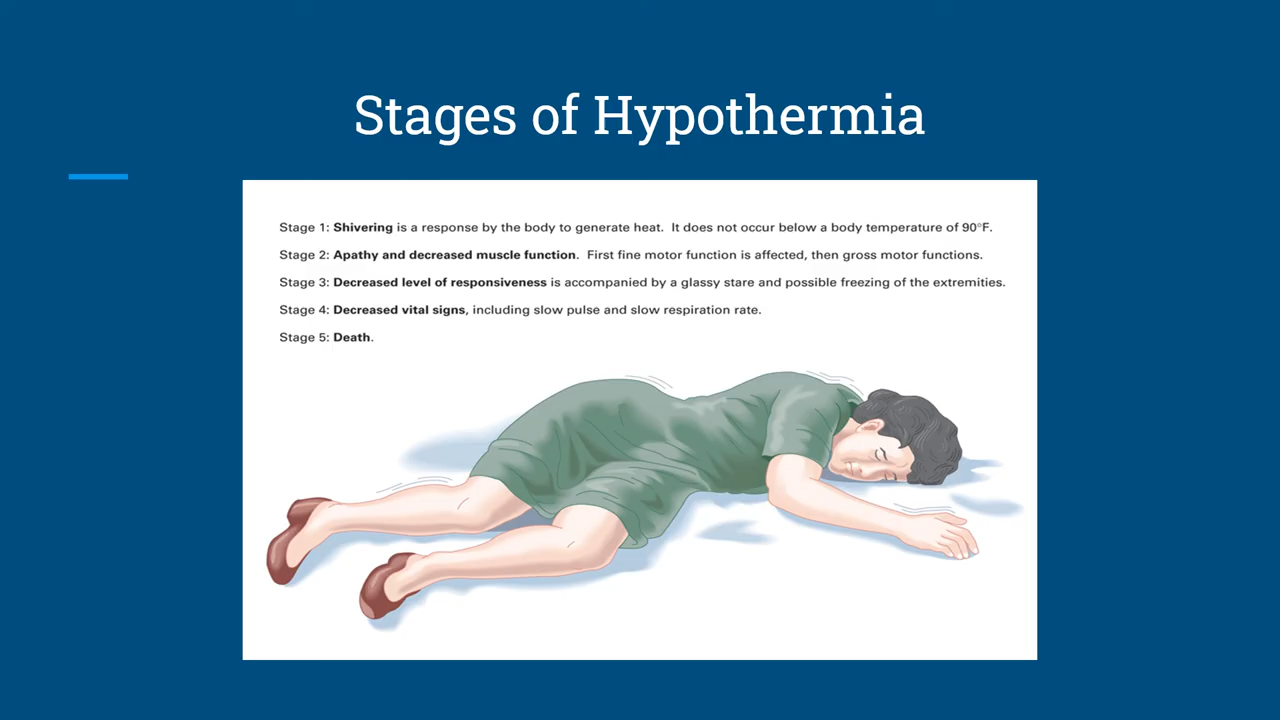 Stages of Hypothermia
Stage 1: Shivering is a response by the body to generate heat. It does not occur below a body temperature of 90°F.
Stage 2: Apathy and decreased muscle function. First fine motor function is affected, then gross motor functions.
Stage 3: Decreased level of responsiveness is accompanied by a glassy stare and possible freezing of the extremities.
Stage 4: Decreased vital signs, including slow pulse and slow respiration rate.
Stage 5: Death.